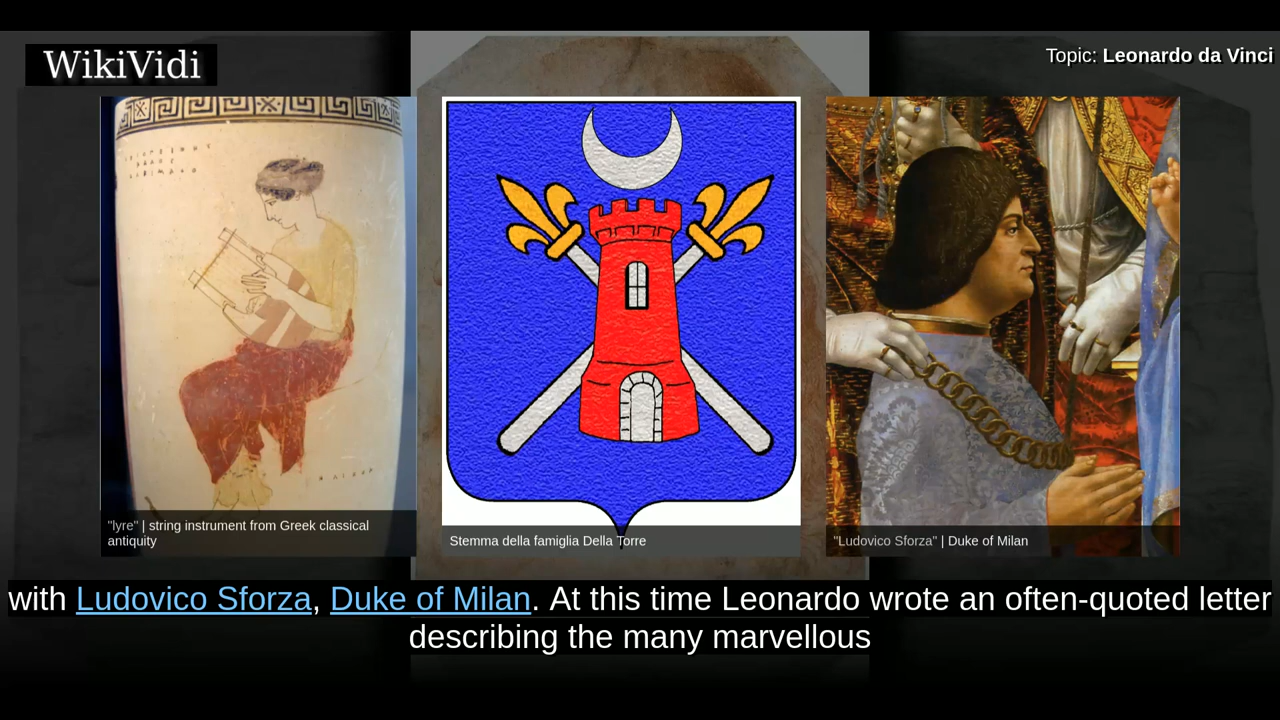 WikiVidi
Topic: Leonardo da Vinci
"lyre" | string instrument from Greek classical
antiquity
Stemma della famiglia Della Torre
"Ludovico Sforza" | Duke of Milan
with Ludovico Sforza, Duke of Milan. At this time Leonardo wrote an often-quoted letter
describing the many marvellous